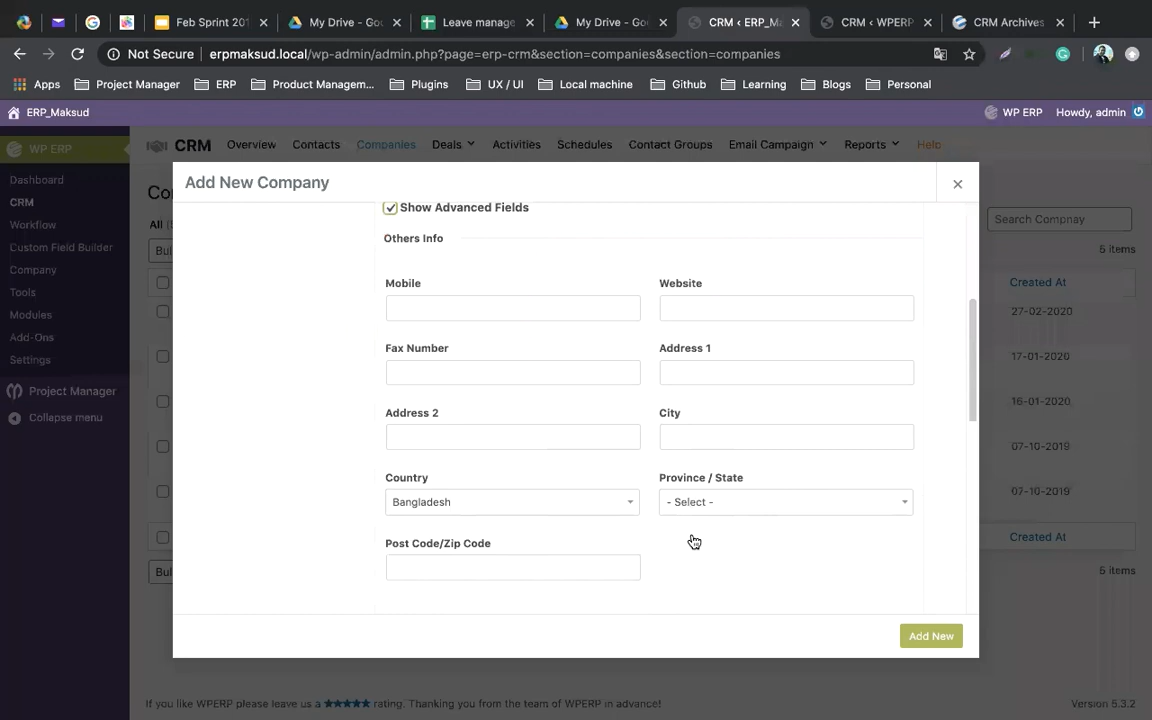 Feb Sprint 201
My Drive - Goo
Leave manage
My Drive - Goo
CRM ‹ ERP_Ma
CRM ‹ WPERP
CRM Archives
Not Secure
erpmaksud.local/wp-admin/admin.php?page=erp-crm&section=companies&section=companies
Apps
Project Manager
ERP
Product Managem...
Plugins
UX / UI
Local machine
Github
Learning
Blogs
Personal
ERP_Maksud
WP ERP
Howdy, admin
WP ERP
CRM
Overview
Contacts
Companies
Deals
Activities
Schedules
Contact Groups
Email Campaign
Reports
Help
Dashboard
CRM
Workflow
Custom Field Builder
Company
Tools
Modules
Add-Ons
Settings
Project Manager
Collapse menu
Add New Company
Search Compnay
All
5 items
Created At
27-02-2020
17-01-2020
16-01-2020
07-10-2019
07-10-2019
Created At
5 items
Show Advanced Fields
Others Info
Mobile
Website
Fax Number
Address 1
Address 2
City
Country
Province / State
Bangladesh
- Select -
Post Code/Zip Code
Add New
If you like WPERP please leave us a ★★★★★ rating. Thanking you from the team of WPERP in advance!
Version 5.3.2